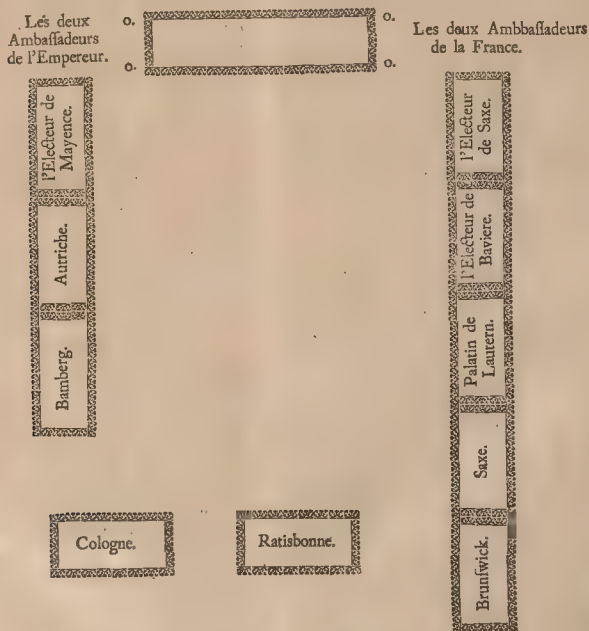 Les deux
Ambaſſadeurs
de l'Empereur.
o.
o.
o.
o.
Les deux Ambbaſſadeurs
de la France.
l'Electeur de
Mayence.
Autriche.
Bamberg.
l'Electeur
de Saxe.
l'Electeur de
Baviere.
Palatin de
Lautern.
Saxe.
Brunſwick.
Cologne.
Ratisbonne.